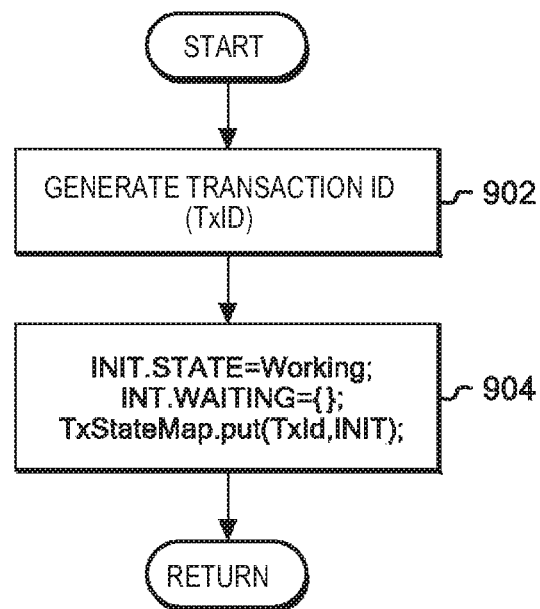 START
GENERATE TRANSACTION ID
(TxID)
902
INIT.STATE=Working;
INT.WAITING={};
TxStateMap.put(TxId,INIT);
904
RETURN